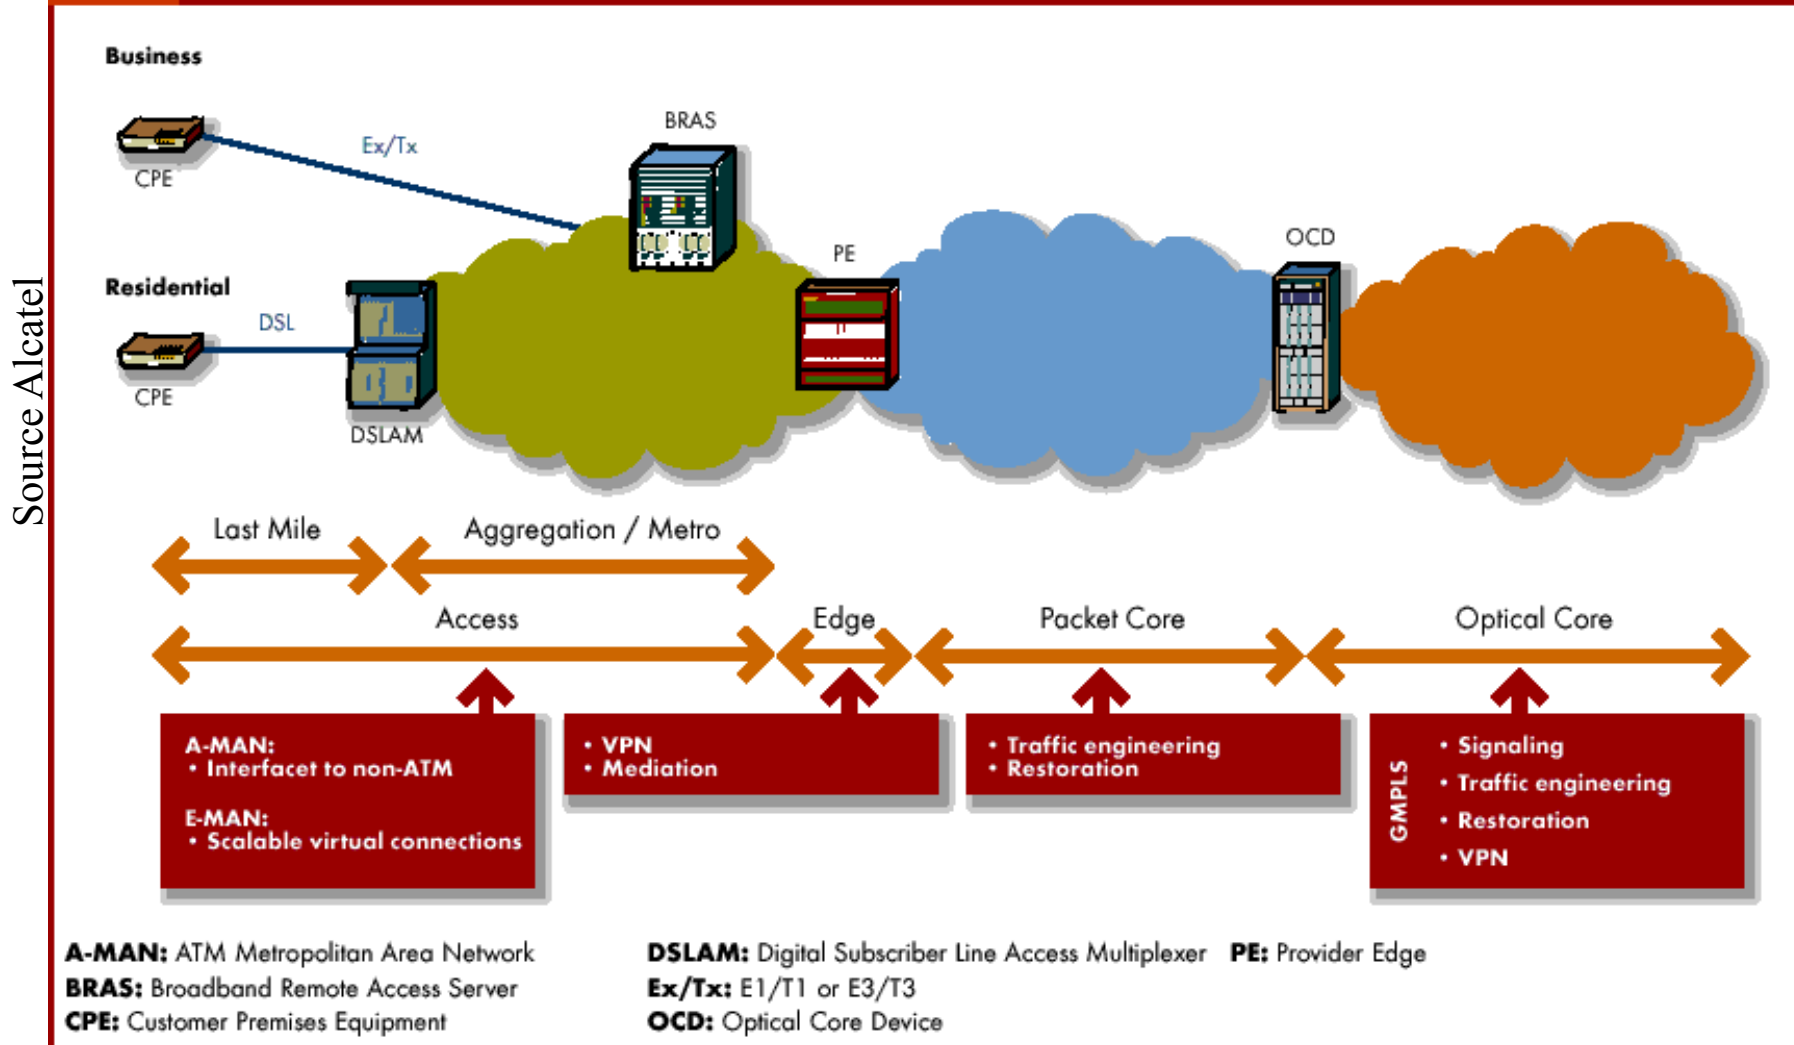 Source Alcatel
Business
CPE
Ex/Tx
BRAS
Residential
CPE
DSL
DSLAM
PE
OCD
Last Mile
Aggregation / Metro
Access
Edge
Packet Core
Optical Core
A-MAN:
• Interfacet to non-ATM
E-MAN:
• Scalable virtual connections
• VPN
• Mediation
• Traffic engineering
• Restoration
GMPLS
• Signaling
• Traffic engineering
• Restoration
• VPN
A-MAN: ATM Metropolitan Area Network
BRAS: Broadband Remote Access Server
CPE: Customer Premises Equipment
DSLAM: Digital Subscriber Line Access Multiplexer
Ex/Tx: E1/T1 or E3/T3
OCD: Optical Core Device
PE: Provider Edge